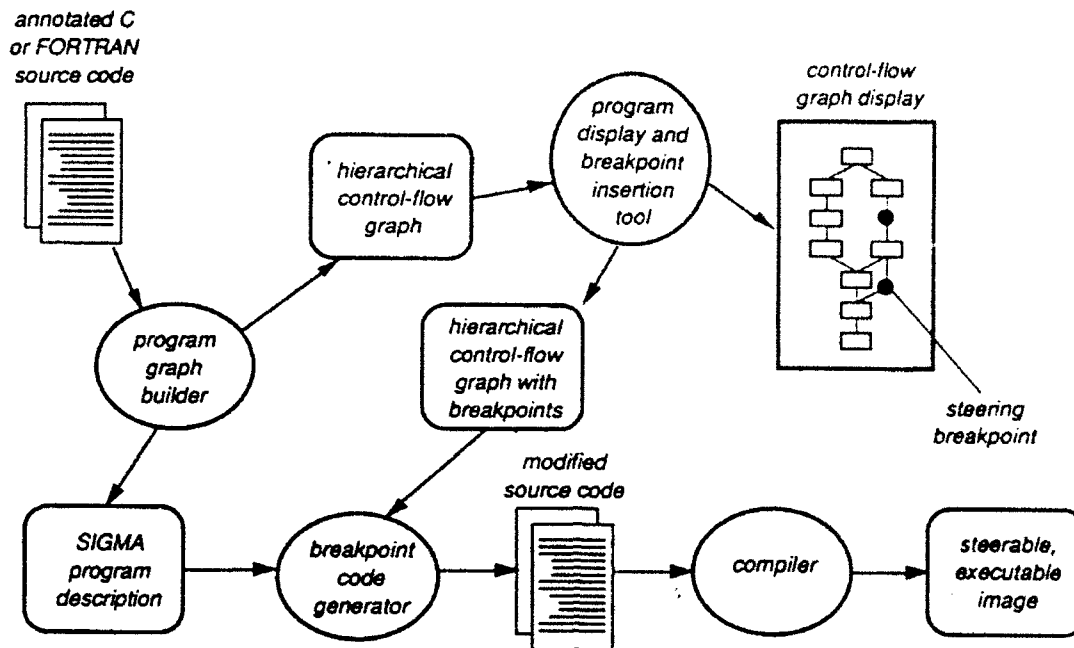 annotated C
or FORTRAN
source code
hierarchical
control-flow
graph
program
display and
breakpoint
insertion
tool
control-flow
graph display
program
graph
builder
hierarchical
control-flow
graph with
breakpoints
steering
breakpoint
SIGMA
program
description
breakpoint
code
generator
modified
source code
compiler
steerable,
executable
image